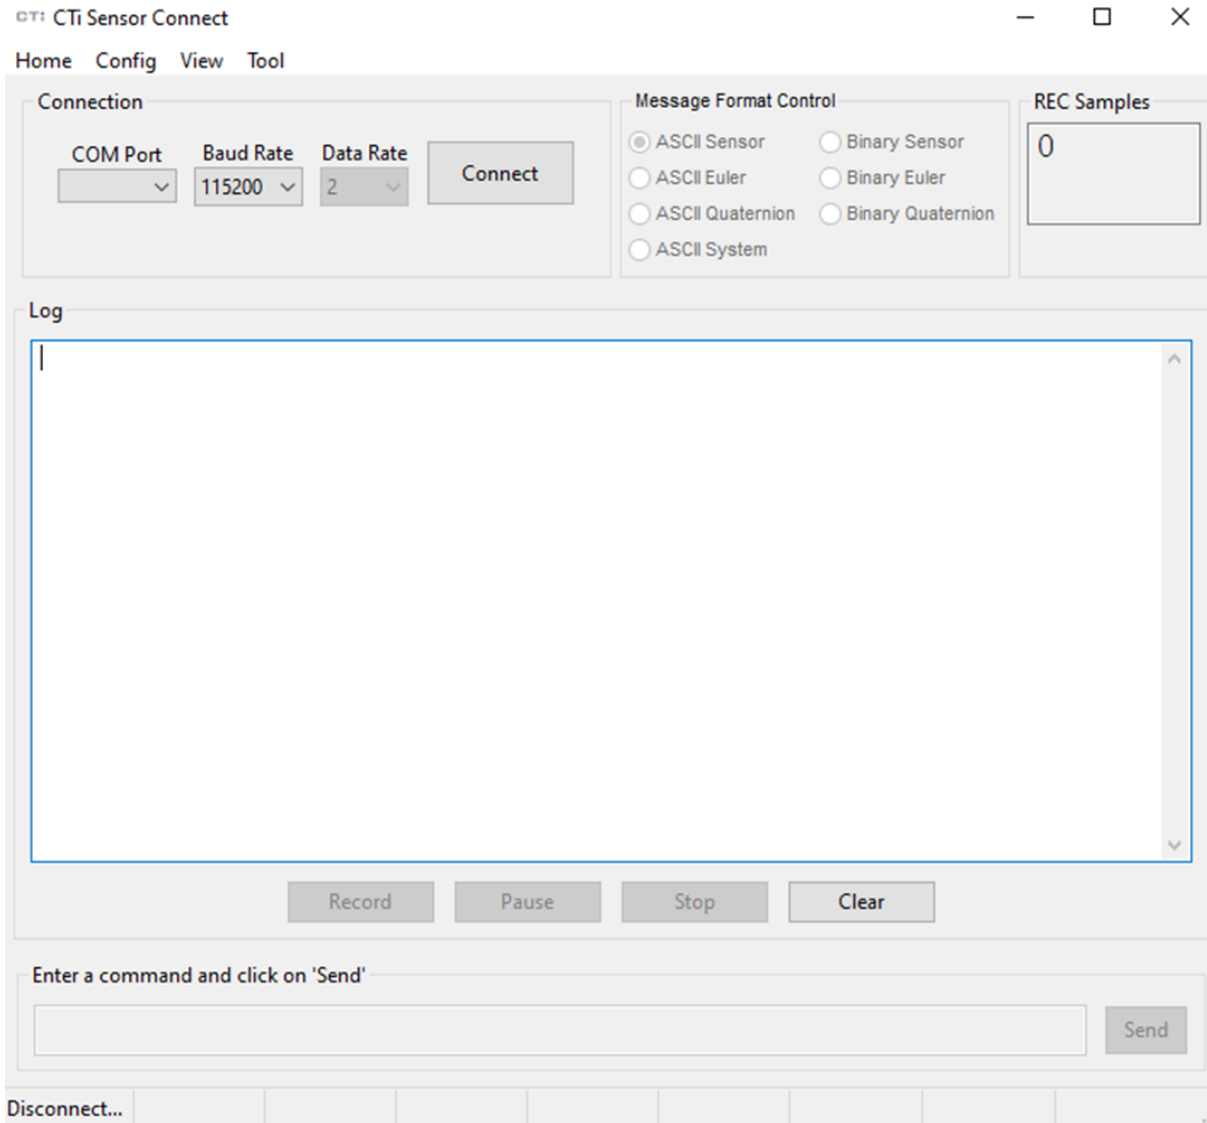 CTi CTi Sensor Connect
Home Config View Tool
Connection
COM Port Baud Rate Data Rate
115200 2 Connect
Message Format Control
ASCII Sensor Binary Sensor
ASCII Euler Binary Euler
ASCII Quaternion Binary Quaternion
ASCII System
REC Samples
0
Log
Record Pause Stop Clear
Enter a command and click on 'Send'
Send
Disconnect...